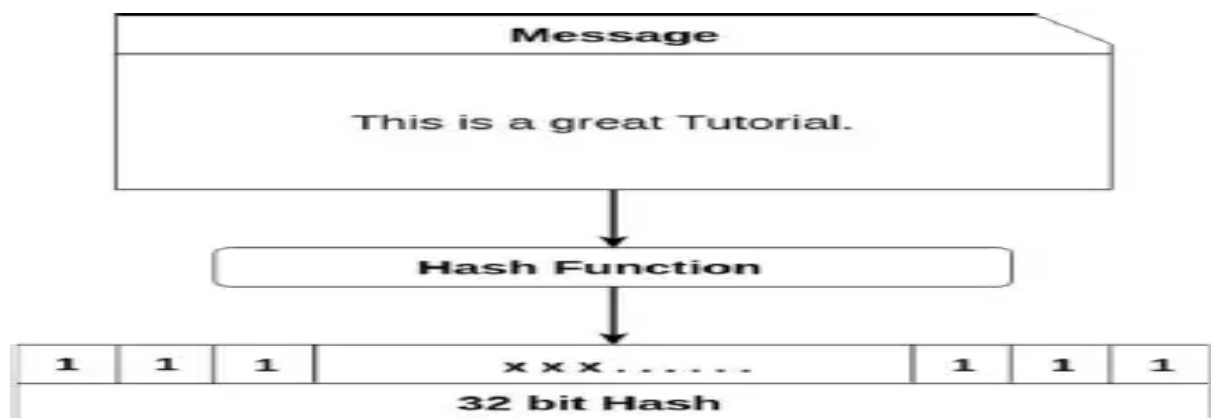 Message
This is a great Tutorial.
Hash Function
1 1 1 x x x . . . . . . 1 1 1
32 bit Hash